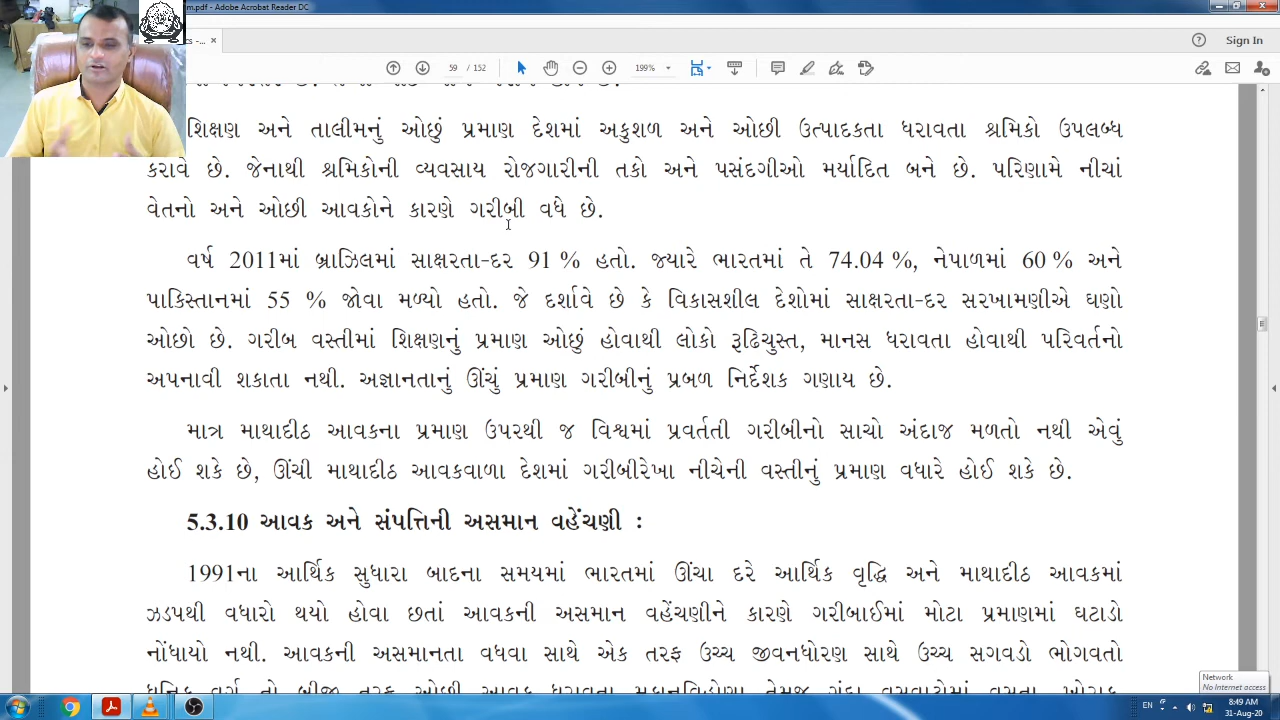 m.pdf - Adobe Acrobat Reader DC
s -...
Sign In
59 / 152
199%
શિક્ષણ અને તાલીમનું ઓછું પ્રમાણ દેશમાં અકુશળ અને ઓછી ઉત્પાદકતા ધરાવતા શ્રમિકો ઉપલબ્ધ
કરાવે છે. જેનાથી શ્રમિકોની વ્યવસાય રોજગારીની તકો અને પસંદગીઓ મર્યાદિત બને છે. પરિણામે નીચાં
વેતનો અને ઓછી આવકોને કારણે ગરીબી વધે છે.
વર્ષ 2011માં બ્રાઝિલમાં સાક્ષરતા-દર 91 % હતો. જ્યારે ભારતમાં તે 74.04 %, નેપાળમાં 60 % અને
પાકિસ્તાનમાં 55 % જોવા મળ્યો હતો. જે દર્શાવે છે કે વિકાસશીલ દેશોમાં સાક્ષરતા-દર સરખામણીએ ઘણો
ઓછો છે. ગરીબ વસ્તીમાં શિક્ષણનું પ્રમાણ ઓછું હોવાથી લોકો રૂઢિચુસ્ત, માનસ ધરાવતા હોવાથી પરિવર્તનો
અપનાવી શકાતા નથી. અજ્ઞાનતાનું ઊંચું પ્રમાણ ગરીબીનું પ્રબળ નિર્દેશક ગણાય છે.
માત્ર માથાદીઠ આવકના પ્રમાણ ઉપરથી જ વિશ્વમાં પ્રવર્તતી ગરીબીનો સાચો અંદાજ મળતો નથી એવું
હોઈ શકે છે, ઊંચી માથાદીઠ આવકવાળા દેશમાં ગરીબીરેખા નીચેની વસ્તીનું પ્રમાણ વધારે હોઈ શકે છે.
5.3.10 આવક અને સંપત્તિની અસમાન વહેંચણી :
1991ના આર્થિક સુધારા બાદના સમયમાં ભારતમાં ઊંચા દરે આર્થિક વૃદ્ધિ અને માથાદીઠ આવકમાં
ઝડપથી વધારો થયો હોવા છતાં આવકની અસમાન વહેંચણીને કારણે ગરીબાઈમાં મોટા પ્રમાણમાં ઘટાડો
નોંધાયો નથી. આવકની અસમાનતા વધવા સાથે એક તરફ ઉચ્ચ જીવનધોરણ સાથે ઉચ્ચ સગવડો ભોગવતો
Network
No Internet access
EN
8:49 AM
31-Aug-20